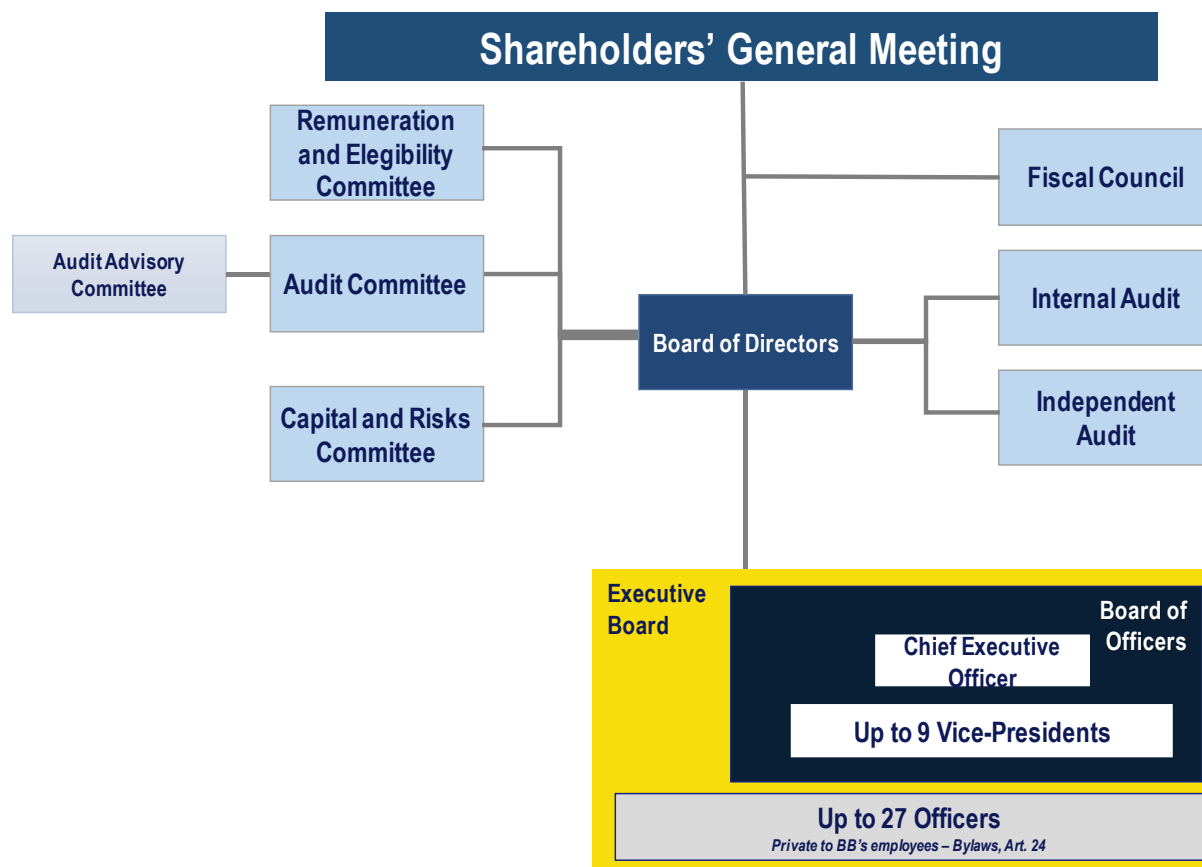 Shareholders’ General Meeting
Remuneration
and Elegibility
Committee
Fiscal Council
Audit Advisory
Committee
Audit Committee
Internal Audit
Board of Directors
Capital and Risks
Committee
Independent
Audit
Executive
Board
Board of
Officers
Chief Executive
Officer
Up to 9 Vice-Presidents
Up to 27 Officers
Private to BB’s employees – Bylaws, Art. 24